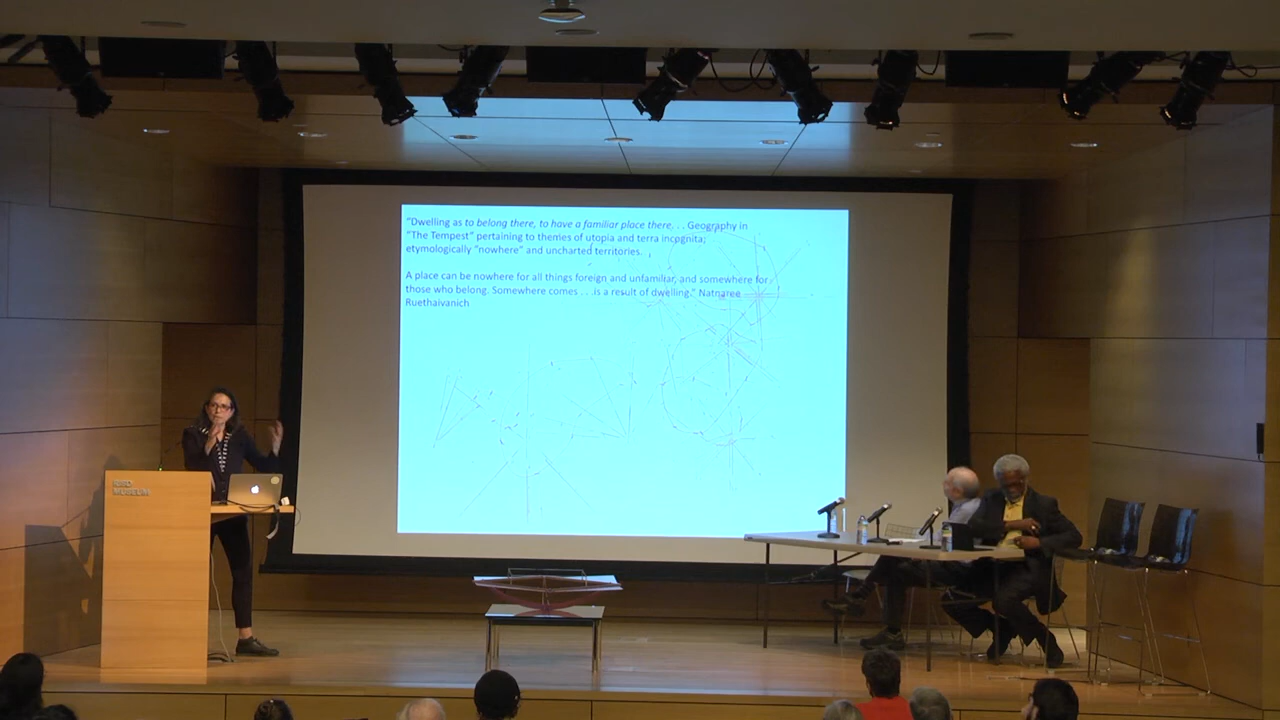 "Dwelling as to belong there, to have a familiar place there. . . Geography in
"The Tempest" pertaining to themes of utopia and terra incognita;
etymologically "nowhere" and uncharted territories.
A place can be nowhere for all things foreign and unfamiliar, and somewhere for
those who belong. Somewhere comes . . .is a result of dwelling." Natnaree
Ruethaivanich
RISD
MUSEUM